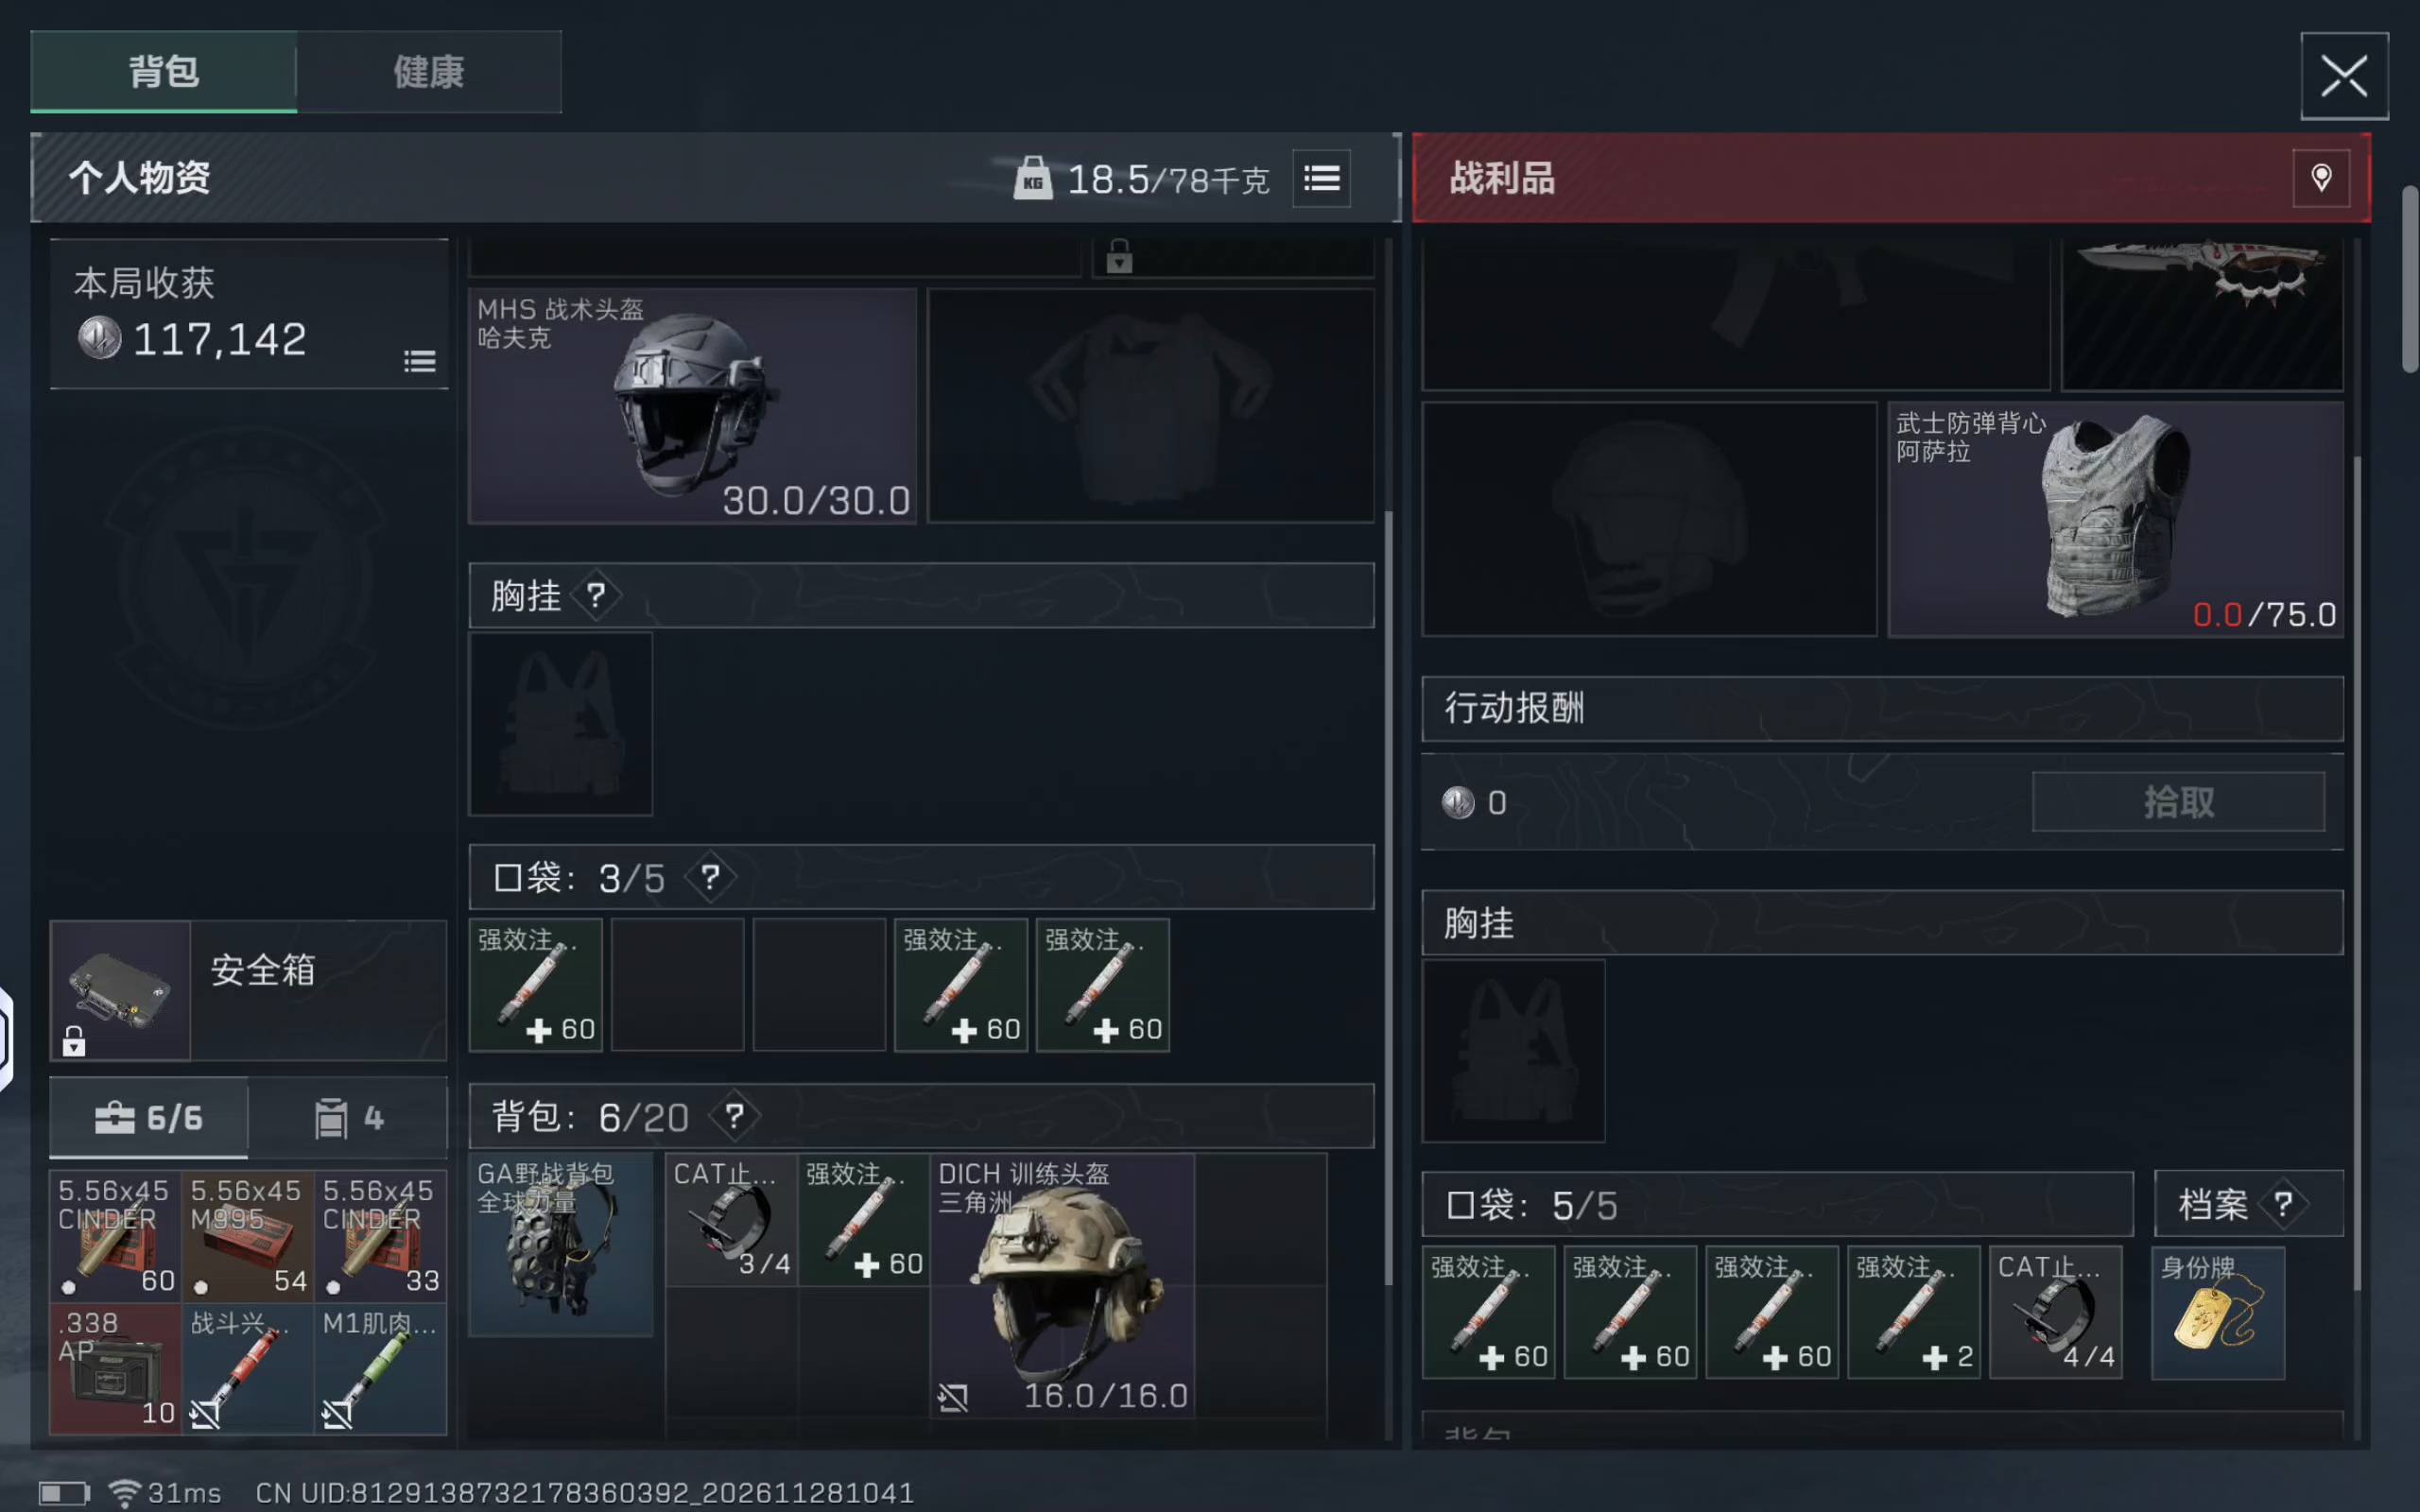 背包
健康
个人物资
KG
18.5/78千克
战利品
本局收获
117,142
MHS 战术头盔
哈夫克
30.0/30.0
武士防弹背心
阿萨拉
0.0/75.0
胸挂 ?
行动报酬
0
拾取
口袋: 3/5 ?
强效注...
60
强效注...
60
强效注...
60
胸挂
安全箱
6/6
4
背包: 6/20 ?
GA野战背包
全球力量
CAT止...
3/4
强效注...
60
DICH 训练头盔
三角洲
16.0/16.0
5.56x45
CINDER
60
5.56x45
M995
54
5.56x45
CINDER
33
.338
AP
10
战斗兴...
M1肌肉...
口袋: 5/5
档案 ?
强效注...
60
强效注...
60
强效注...
60
强效注...
2
CAT止...
4/4
身份牌
背包
31ms
CN UID:8129138732178360392_202611281041